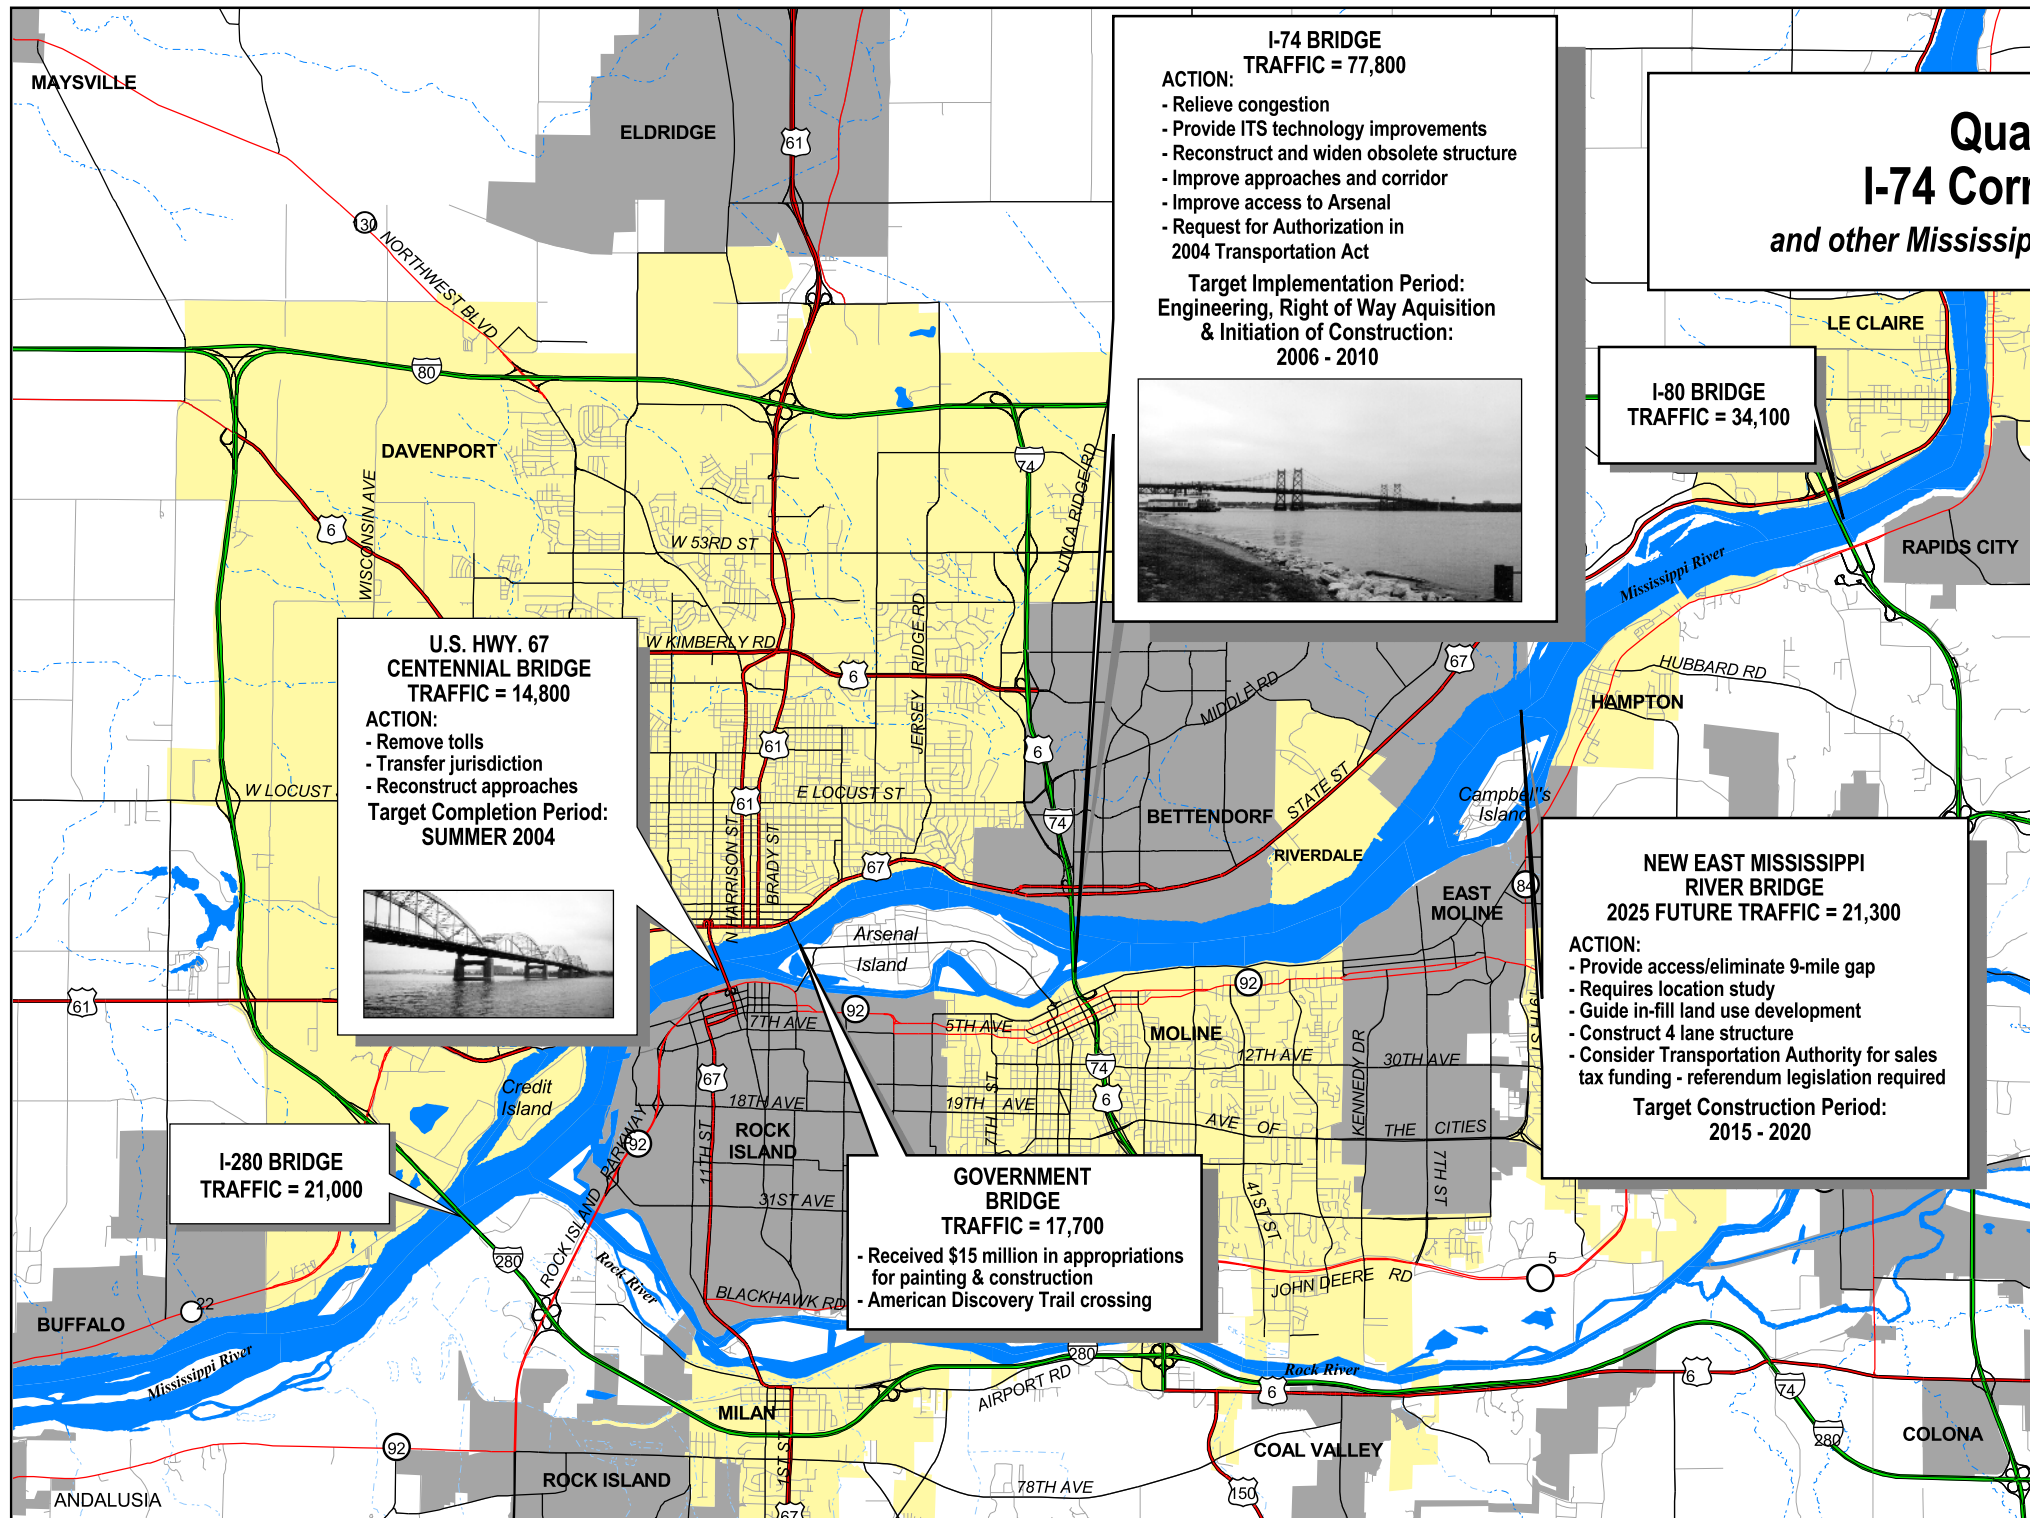 MAYSVILLE
ELDRIDGE
61
130
NORTHWEST BLVD
I-74 BRIDGE
TRAFFIC = 77,800
ACTION:
- Relieve congestion
- Provide ITS technology improvements
- Reconstruct and widen obsolete structure
- Improve approaches and corridor
- Improve access to Arsenal
- Request for Authorization in
2004 Transportation Act
Target Implementation Period:
Engineering, Right of Way Aquisition
& Initiation of Construction:
2006 - 2010
Qua
I-74 Corr
and other Mississip
LE CLAIRE
I-80 BRIDGE
TRAFFIC = 34,100
80
DAVENPORT
74
UTICA RIDGE RD
6
WISCONSIN AVE
W 53RD ST
Mississippi River
RAPIDS CITY
U.S. HWY. 67
CENTENNIAL BRIDGE
TRAFFIC = 14,800
ACTION:
- Remove tolls
- Transfer jurisdiction
- Reconstruct approaches
Target Completion Period:
SUMMER 2004
W KIMBERLY RD
6
JERSEY RIDGE RD
67
HUBBARD RD
HAMPTON
MIDDLE RD
61
6
W LOCUST
61
E LOCUST ST
74
BETTENDORF
STATE ST
Campbell's
Island
RIVERDALE
67
N HARRISON ST
BRADY ST
EAST
MOLINE
84
NEW EAST MISSISSIPPI
RIVER BRIDGE
2025 FUTURE TRAFFIC = 21,300
ACTION:
- Provide access/eliminate 9-mile gap
- Requires location study
- Guide in-fill land use development
- Construct 4 lane structure
- Consider Transportation Authority for sales
tax funding - referendum legislation required
Target Construction Period:
2015 - 2020
Arsenal
Island
61
92
92
7TH AVE
5TH AVE
MOLINE
12TH AVE
KENNEDY DR
30TH AVE
19TH ST
Credit
Island
67
74
6
18TH AVE
19TH AVE
7TH ST
AVE OF THE CITIES
ROCK
ISLAND
11TH ST
92
ROCK ISLAND PARKWAY
7TH ST
I-280 BRIDGE
TRAFFIC = 21,000
31ST AVE
41ST ST
GOVERNMENT
BRIDGE
TRAFFIC = 17,700
- Received $15 million in appropriations
for painting & construction
- American Discovery Trail crossing
280
Rock River
BLACKHAWK RD
JOHN DEERE RD
5
22
BUFFALO
Mississippi River
280
AIRPORT RD
Rock River
6
6
74
MILAN
1ST ST
92
280
COLONA
COAL VALLEY
ROCK ISLAND
78TH AVE
150
ANDALUSIA
67